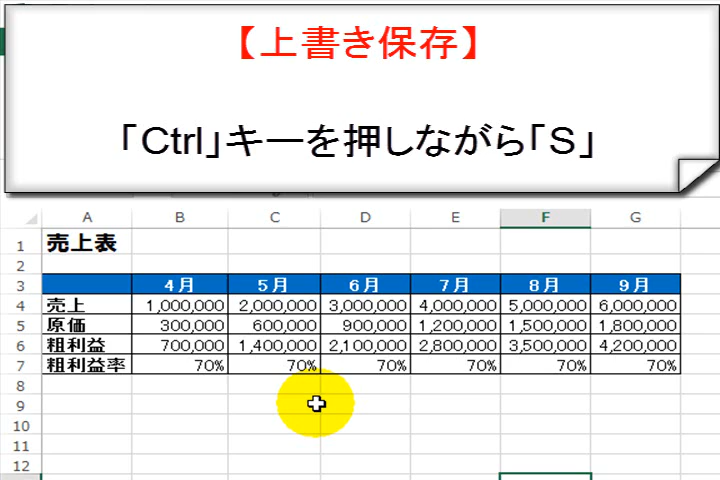 【上書き保存】
「Ctrl」キーを押しながら「S」
A B C D E F G
1 売上表
2
3 4月 5月 6月 7月 8月 9月
4 売上 1,000,000 2,000,000 3,000,000 4,000,000 5,000,000 6,000,000
5 原価 300,000 600,000 900,000 1,200,000 1,500,000 1,800,000
6 粗利益 700,000 1,400,000 2,100,000 2,800,000 3,500,000 4,200,000
7 粗利益率 70% 70% 70% 70% 70% 70%
8
9
10
11
12